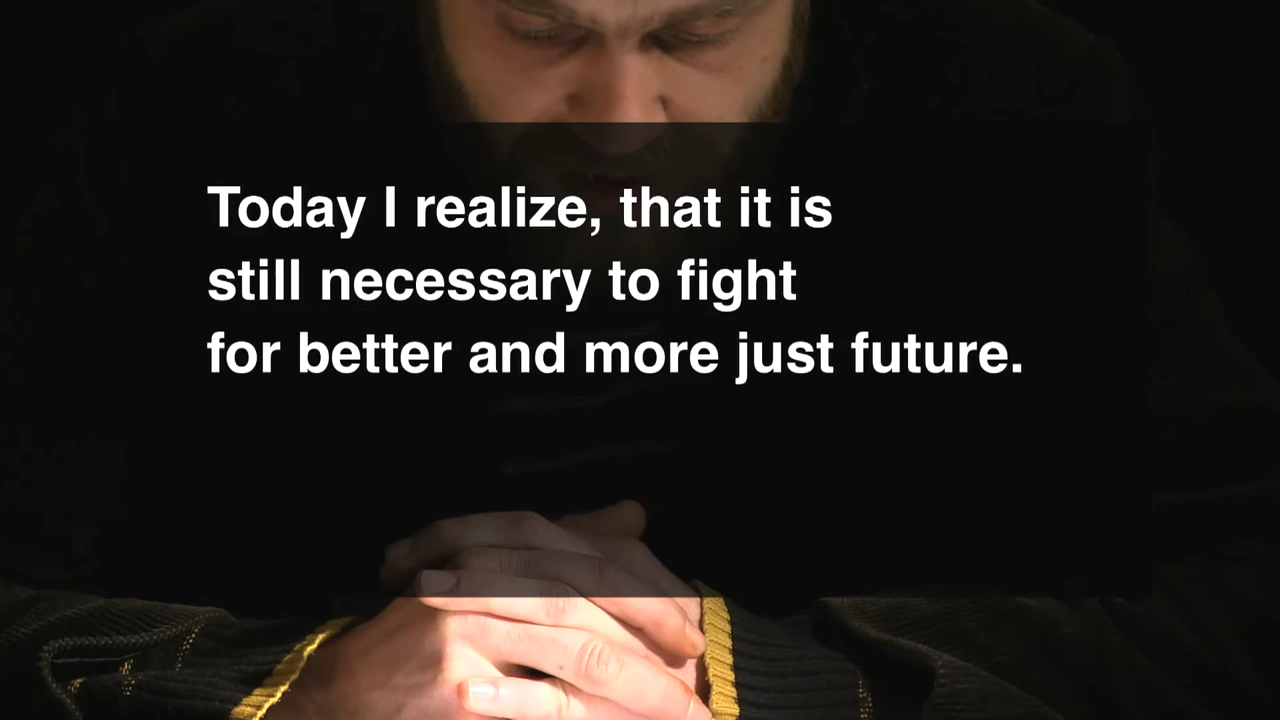 Today I realize, that it is
still necessary to fight
for better and more just future.